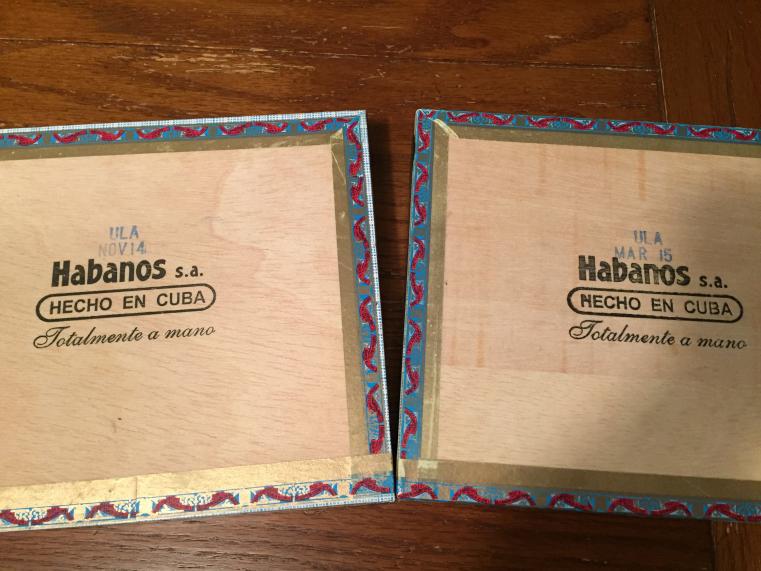 ULA
NOV14
Habanos s.a.
HECHO EN CUBA
Totalmente a mano
ULA
MAR 15
Habanos s.a.
HECHO EN CUBA
Totalmente a mano